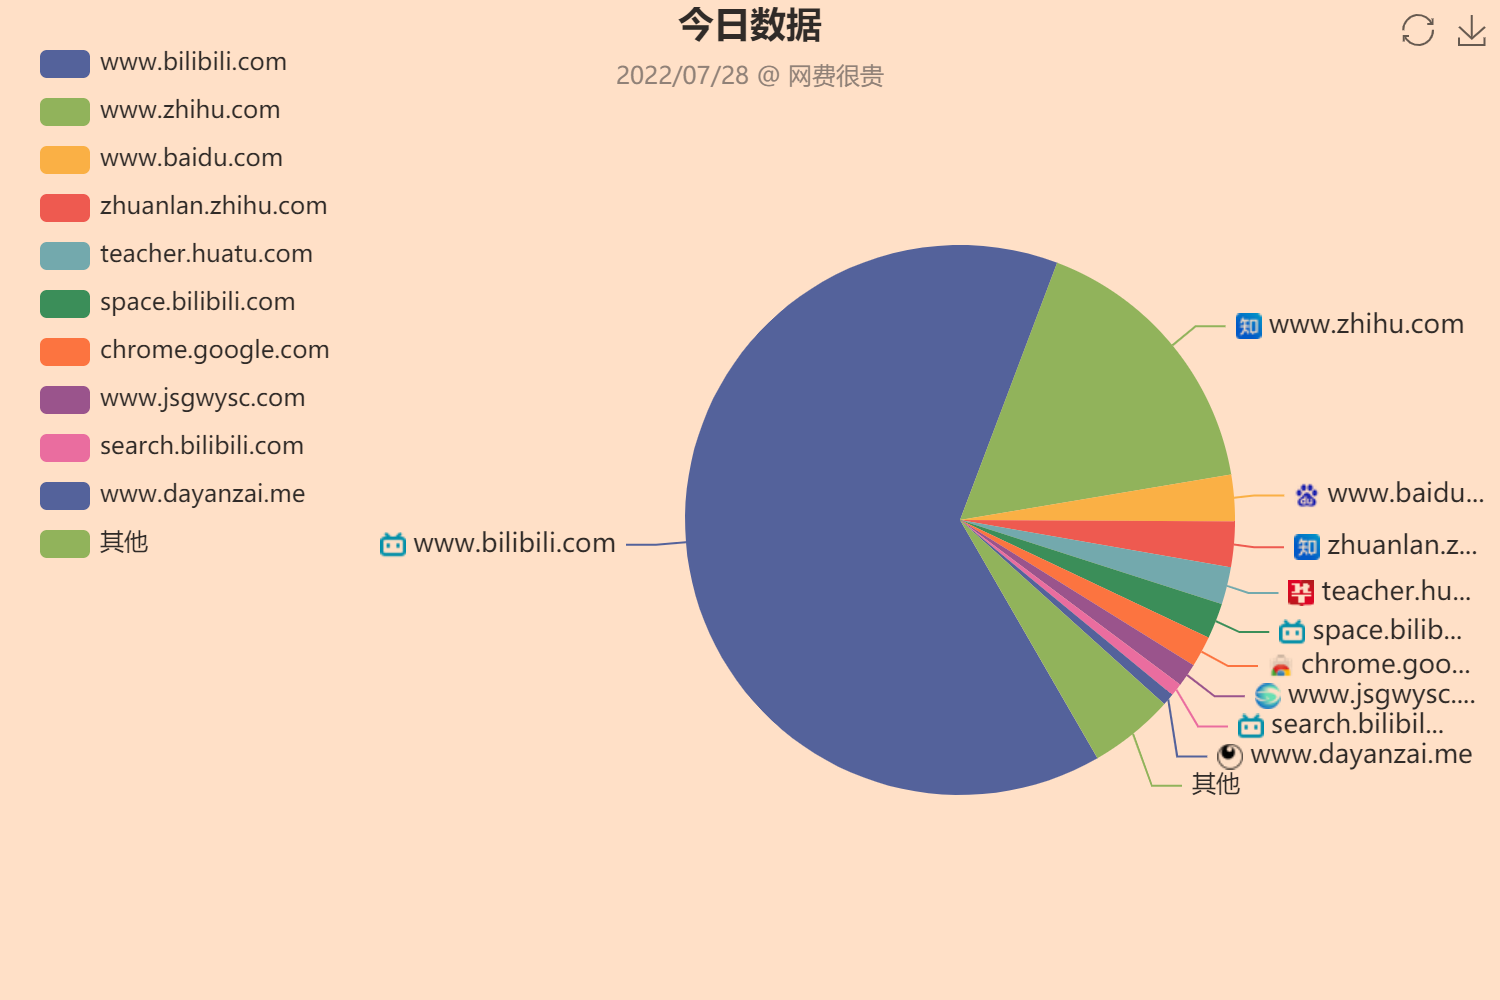 今日数据
2022/07/28 @ 网费很贵
www.bilibili.com
www.zhihu.com
www.baidu.com
zhuanlan.zhihu.com
teacher.huatu.com
space.bilibili.com
chrome.google.com
www.jsgwysc.com
search.bilibili.com
www.dayanzai.me
其他
知 www.zhihu.com
du www.baidu...
www.bilibili.com
知 zhuanlan.z...
teacher.hu...
space.bilib...
chrome.goo...
www.jsgwysc....
search.bilibil...
www.dayanzai.me
其他